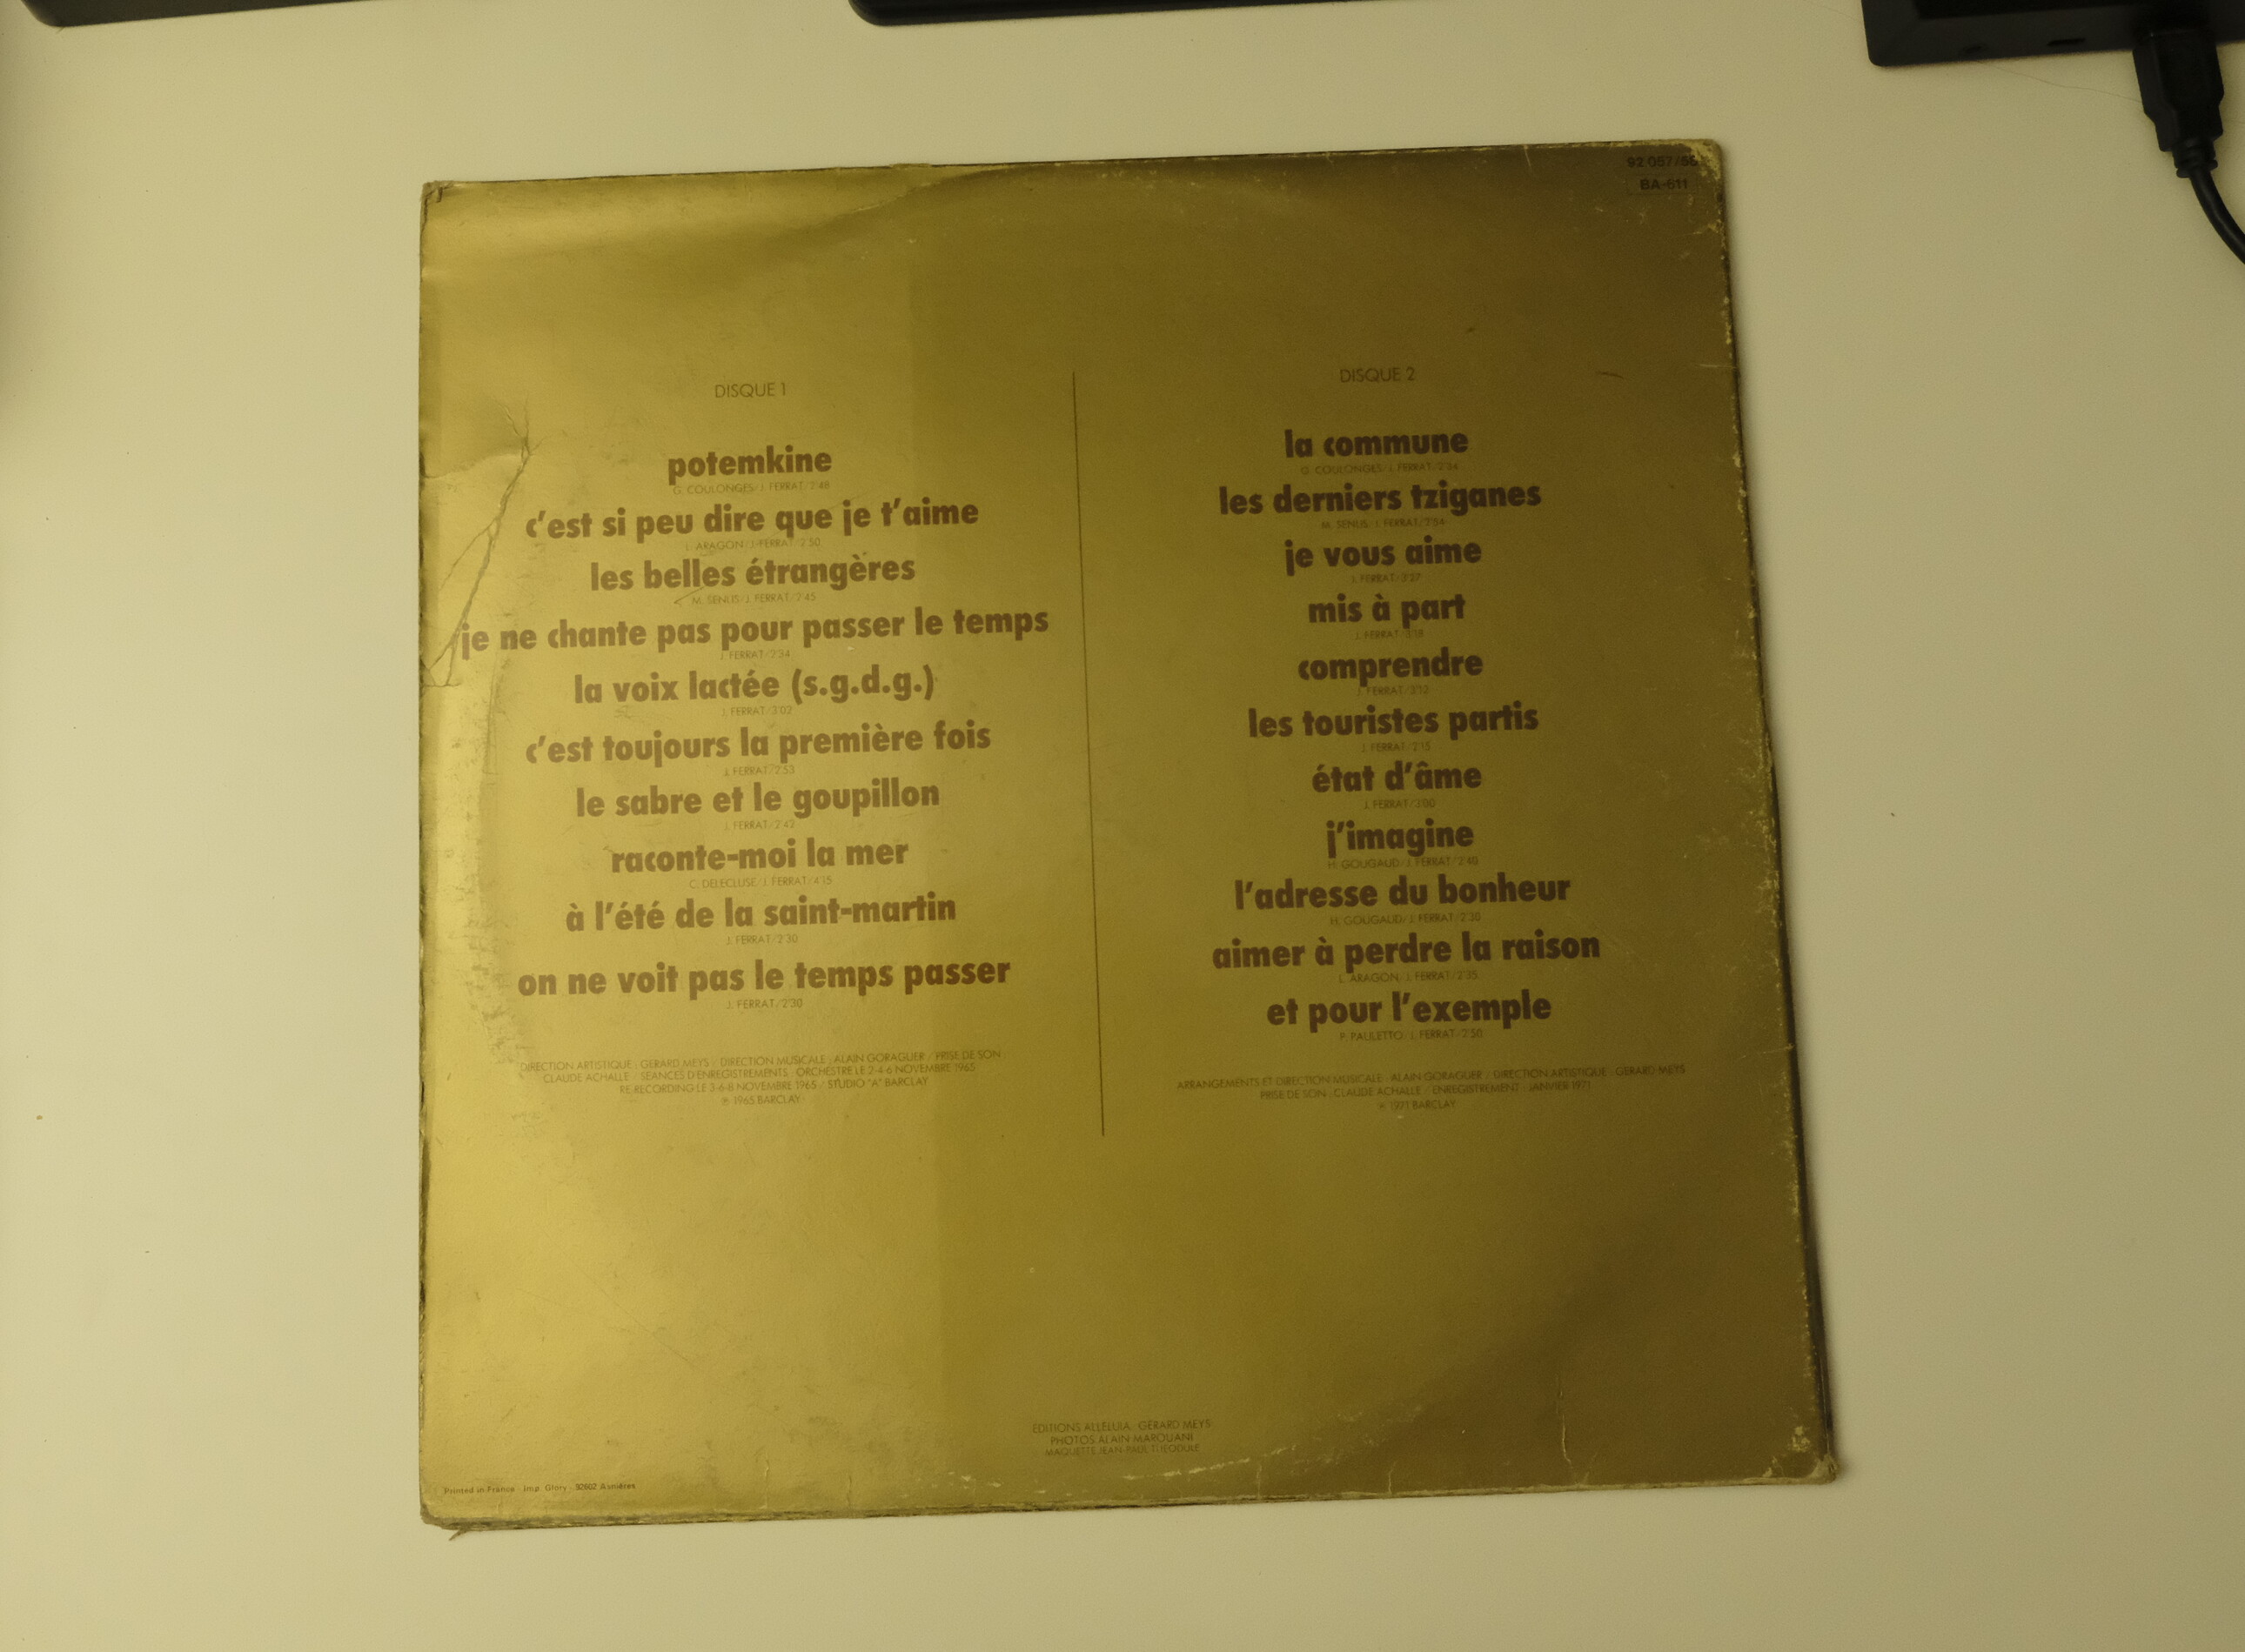 92.057/58
BA-611
DISQUE 1
potemkine
G. COULONGES/J. FERRAT/2'48
c'est si peu dire que je t'aime
L. ARAGON/J. FERRAT/2'50
les belles étrangères
M. SENLIS/J. FERRAT/2'45
je ne chante pas pour passer le temps
J. FERRAT/2'34
la voix lactée (s.g.d.g.)
J. FERRAT/3'02
c'est toujours la première fois
J. FERRAT/2'53
le sabre et le goupillon
J. FERRAT/2'42
raconte-moi la mer
C. DELECLUSE/J. FERRAT/4'15
à l'été de la saint-martin
J. FERRAT/2'30
on ne voit pas le temps passer
J. FERRAT/2'30
DIRECTION ARTISTIQUE : GERARD MEYS / DIRECTION MUSICALE : ALAIN GORAGUER / PRISE DE SON :
CLAUDE ACHALLE / SEANCES D'ENREGISTREMENTS : ORCHESTRE LE 2-4-6 NOVEMBRE 1965
RE-RECORDING LE 3-6-8 NOVEMBRE 1965 / STUDIO "A" BARCLAY
℗ 1965 BARCLAY
DISQUE 2
la commune
G. COULONGES/J. FERRAT/2'34
les derniers tziganes
M. SENLIS/J. FERRAT/2'54
je vous aime
J. FERRAT/3'27
mis à part
J. FERRAT/3'18
comprendre
J. FERRAT/3'13
les touristes partis
J. FERRAT/2'15
état d'âme
J. FERRAT/3'00
j'imagine
H. GOUGAUD/J. FERRAT/2'40
l'adresse du bonheur
H. GOUGAUD/J. FERRAT/2'30
aimer à perdre la raison
L. ARAGON/J. FERRAT/2'35
et pour l'exemple
P. PAULETTO/J. FERRAT/2'50
ARRANGEMENTS ET DIRECTION MUSICALE : ALAIN GORAGUER / DIRECTION ARTISTIQUE : GERARD MEYS
PRISE DE SON : CLAUDE ACHALLE / ENREGISTREMENT : JANVIER 1971
℗ 1971 BARCLAY
EDITIONS ALLELUIA - GERARD MEYS
PHOTOS ALAIN MAROUANI
MAQUETTE JEAN-PAUL THEODULE
Printed in France - Imp. Glory - 92602 Asnières